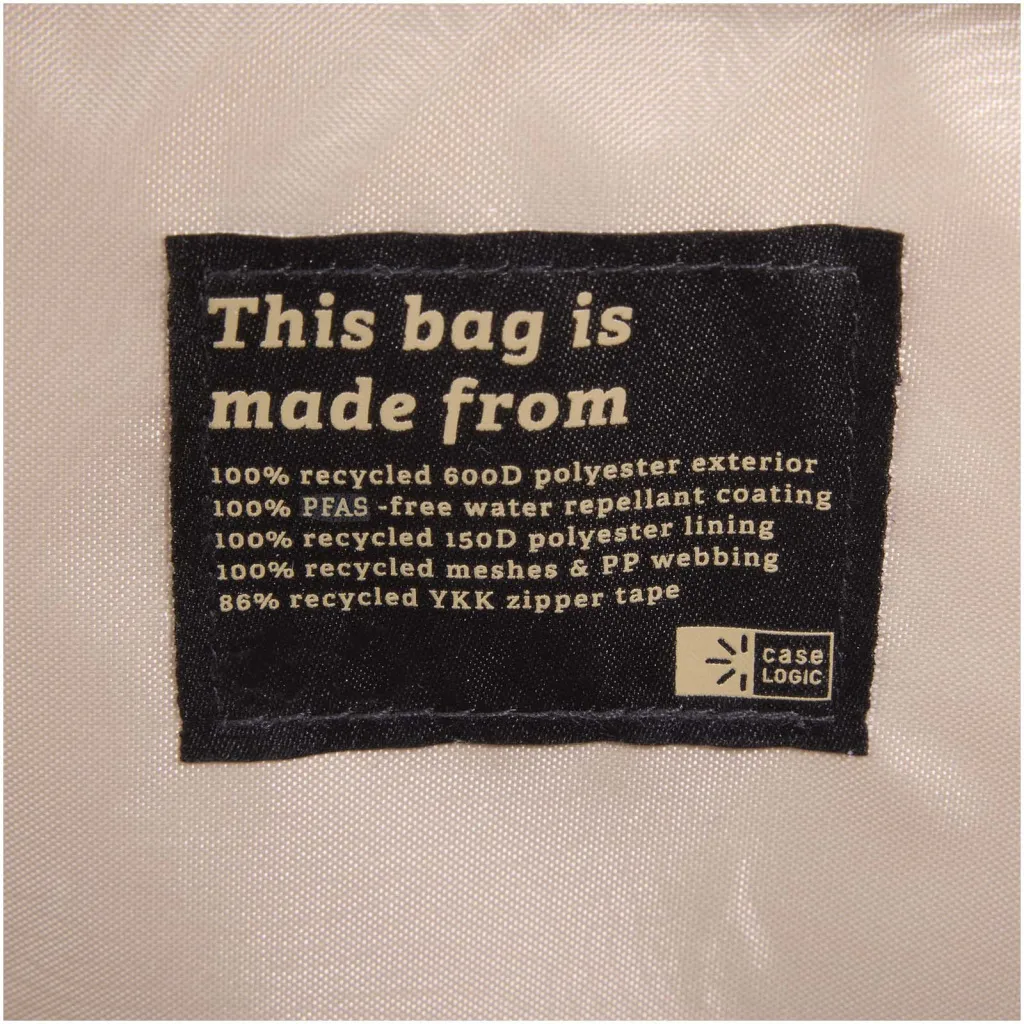 This bag is
made from
100% recycled 600D polyester exterior
100% PFAS -free water repellant coating
100% recycled 150D polyester lining
100% recycled meshes & PP webbing
86% recycled YKK zipper tape
case
LOGIC